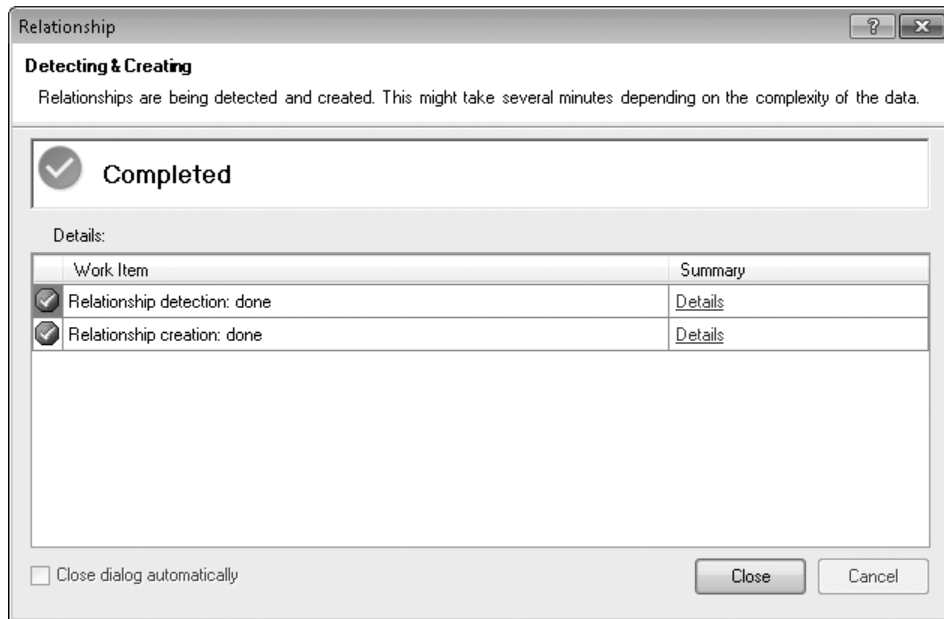 Relationship
Detecting & Creating
Relationships are being detected and created. This might take several minutes depending on the complexity of the data.
Completed
Details:
Work Item Summary
Relationship detection: done Details
Relationship creation: done Details
Close dialog automatically Close Cancel